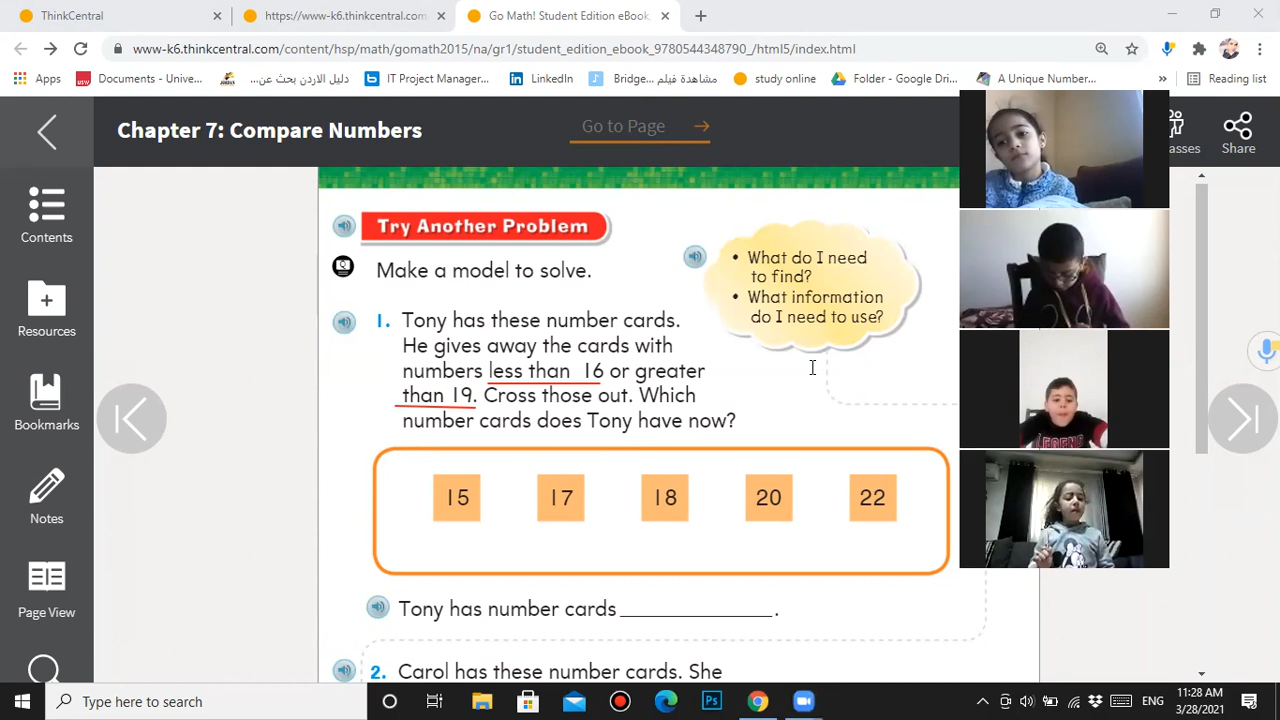 ThinkCentral
https://www-k6.thinkcentral.com
Go Math! Student Edition eBook
www-k6.thinkcentral.com/content/hsp/math/gomath2015/na/gr1/student_edition_ebook_9780544348790_/html5/index.html
Apps
Documents - Unive...
دليل الاردن بحث عن...
IT Project Manager...
LinkedIn
Bridge...
مشاهدة فيلم
study online
Folder - Google Dri...
A Unique Number...
»
Reading list
Chapter 7: Compare Numbers
Go to Page
asses
Share
Contents
Resources
Bookmarks
Notes
Page View
Try Another Problem
Make a model to solve.
• What do I need
to find?
• What information
do I need to use?
1. Tony has these number cards.
He gives away the cards with
numbers less than 16 or greater
than 19. Cross those out. Which
number cards does Tony have now?
15 17 18 20 22
Tony has number cards ____________.
2. Carol has these number cards. She
LEGEND
Type here to search
Ps
ENG
11:28 AM
3/28/2021